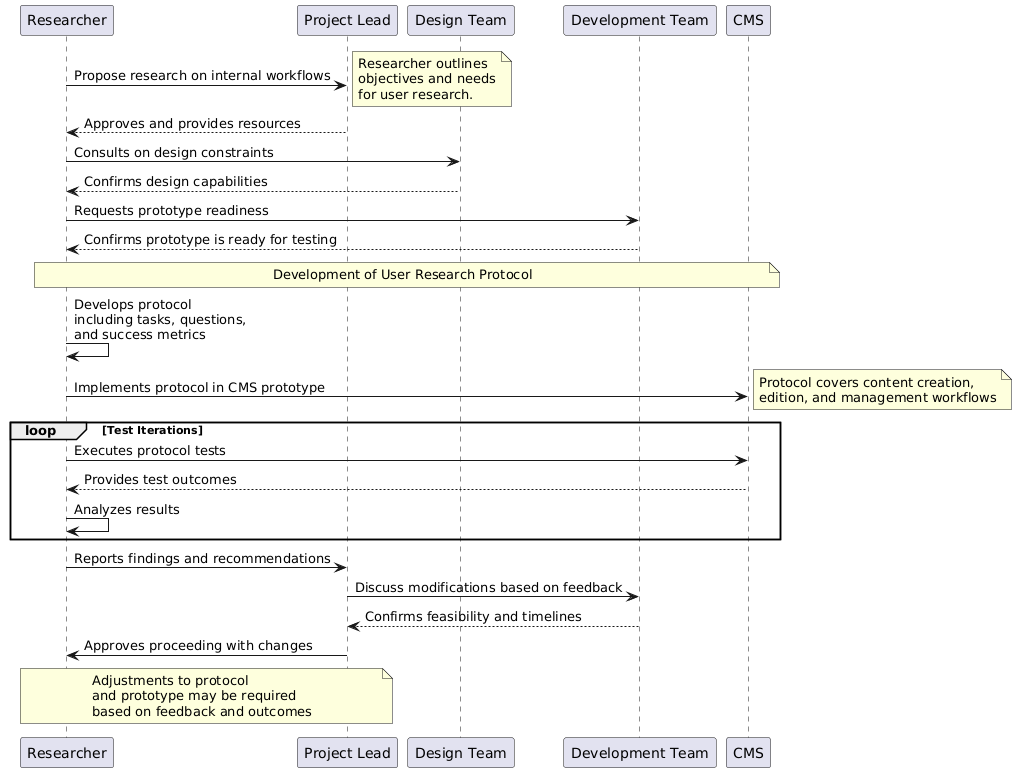 Researcher
Project Lead
Design Team
Development Team
CMS
Researcher outlines
objectives and needs
for user research.
Propose research on internal workflows
Approves and provides resources
Consults on design constraints
Confirms design capabilities
Requests prototype readiness
Confirms prototype is ready for testing
Development of User Research Protocol
Develops protocol
including tasks, questions,
and success metrics
Implements protocol in CMS prototype
Protocol covers content creation,
edition, and management workflows
loop [Test Iterations]
Executes protocol tests
Provides test outcomes
Analyzes results
Reports findings and recommendations
Discuss modifications based on feedback
Confirms feasibility and timelines
Approves proceeding with changes
Adjustments to protocol
and prototype may be required
based on feedback and outcomes
Researcher
Project Lead
Design Team
Development Team
CMS